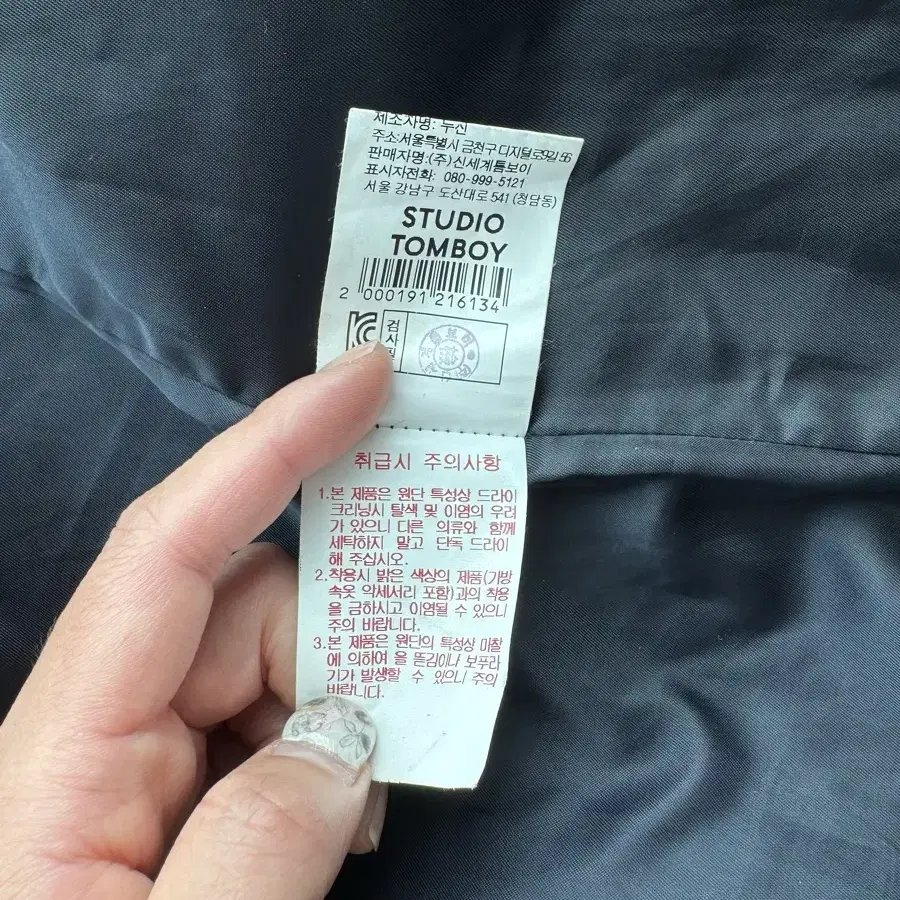 제조자명: 두진
주소:서울특별시 금천구 디지털로9길 56
판매자명:(주)신세계톰보이
표시자전화: 080-999-5121
서울 강남구 도산대로 541 (청담동)
STUDIO
TOMBOY
2 000191 216134
검사필
취급시 주의사항
1.본 제품은 원단 특성상 드라이
크리닝시 탈색 및 이염의 우려
가 있으니 다른 의류와 함께
세탁하지 말고 단독 드라이
해 주십시오.
2.착용시 밝은 색상의 제품(가방
속옷 악세서리 포함)과의 착용
을 금하시고 이염될 수 있으니
주의 바랍니다.
3.본 제품은 원단의 특성상 마찰
에 의하여 올 뜯김이나 보푸라
기가 발생할 수 있으니 주의
바랍니다.